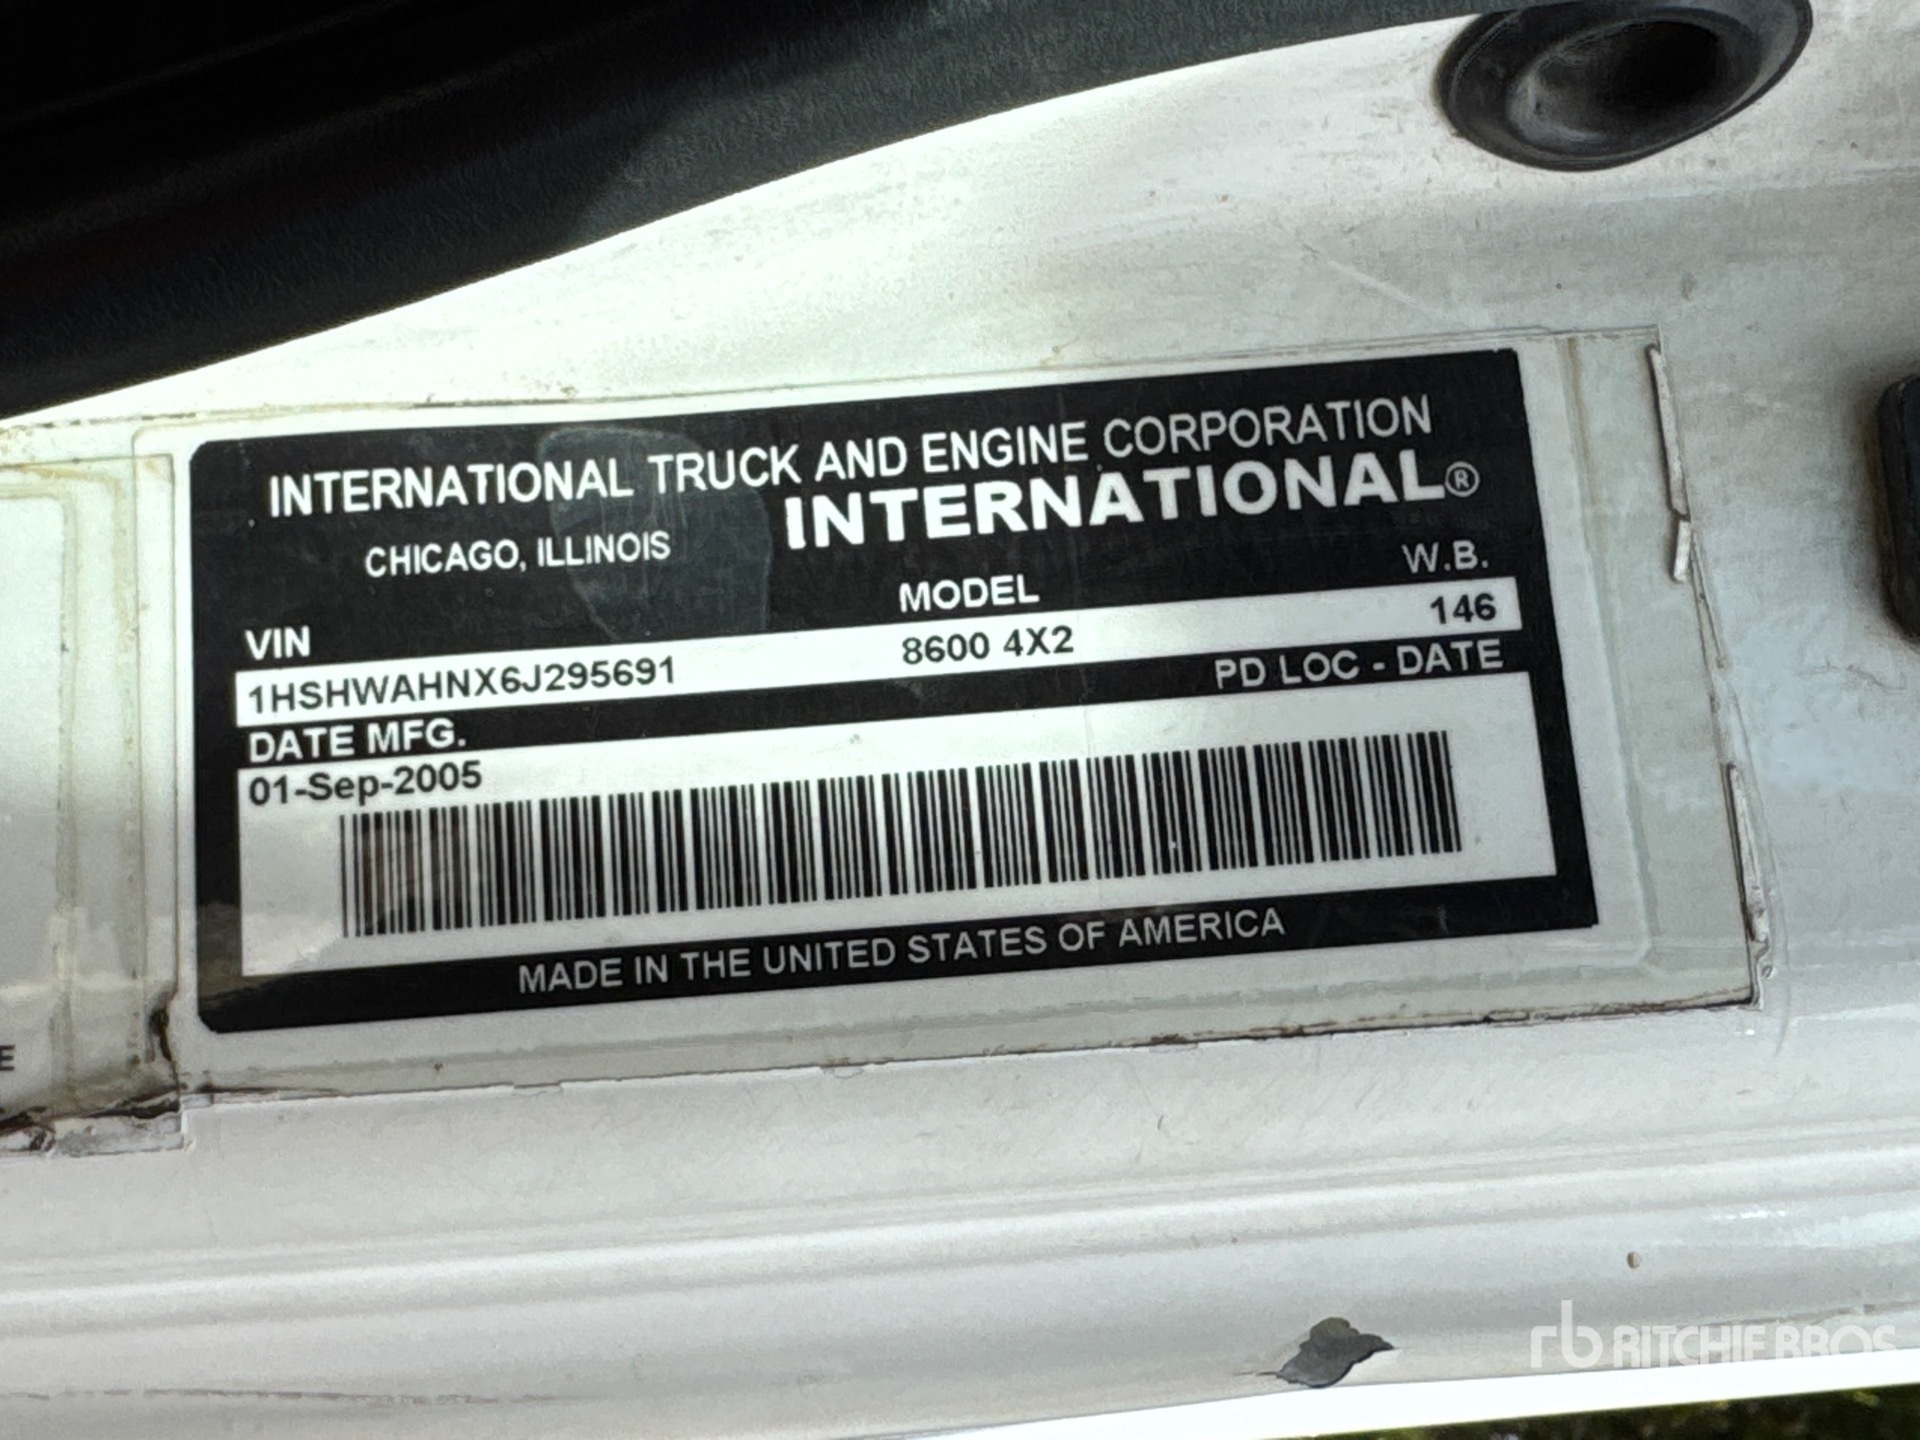 INTERNATIONAL TRUCK AND ENGINE CORPORATION
CHICAGO, ILLINOIS INTERNATIONAL®
VIN MODEL W.B.
1HSHWAHNX6J295691 8600 4X2 146
DATE MFG. PD LOC - DATE
01-Sep-2005
MADE IN THE UNITED STATES OF AMERICA
E
rb RITCHIE BROS